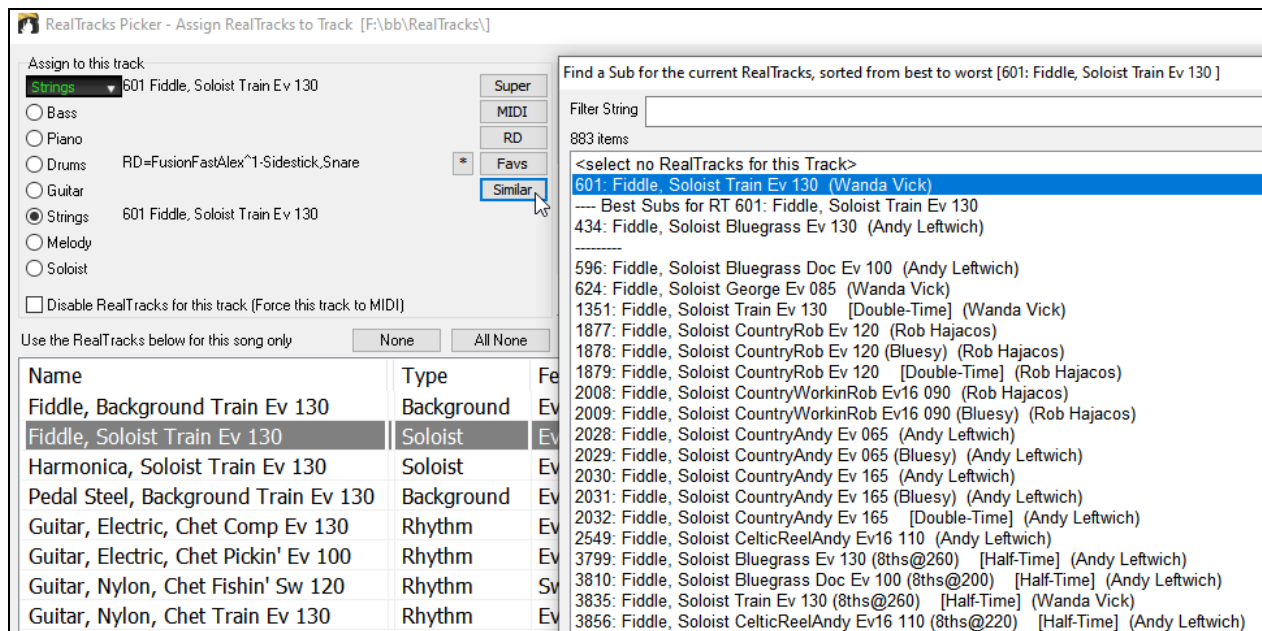 RealTracks Picker - Assign RealTracks to Track [F:\bb\RealTracks\]
Assign to this track
Strings 601 Fiddle, Soloist Train Ev 130 Super
Bass MIDI
Piano RD
Drums RD=FusionFastAlex^1-Sidestick,Snare * Favs
Guitar Similar
Strings 601 Fiddle, Soloist Train Ev 130
Melody
Soloist
Disable RealTracks for this track (Force this track to MIDI)
Use the RealTracks below for this song only None All None
Name Type Fe
Fiddle, Background Train Ev 130 Background Ev
Fiddle, Soloist Train Ev 130 Soloist Ev
Harmonica, Soloist Train Ev 130 Soloist Ev
Pedal Steel, Background Train Ev 130 Background Ev
Guitar, Electric, Chet Comp Ev 130 Rhythm Ev
Guitar, Electric, Chet Pickin' Ev 100 Rhythm Ev
Guitar, Nylon, Chet Fishin' Sw 120 Rhythm Sw
Guitar, Nylon, Chet Train Ev 130 Rhythm Ev
Find a Sub for the current RealTracks, sorted from best to worst [601: Fiddle, Soloist Train Ev 130 ]
Filter String
883 items
<select no RealTracks for this Track>
601: Fiddle, Soloist Train Ev 130 (Wanda Vick)
---- Best Subs for RT 601: Fiddle, Soloist Train Ev 130
434: Fiddle, Soloist Bluegrass Ev 130 (Andy Leftwich)
---------
596: Fiddle, Soloist Bluegrass Doc Ev 100 (Andy Leftwich)
624: Fiddle, Soloist George Ev 085 (Wanda Vick)
1351: Fiddle, Soloist Train Ev 130 [Double-Time] (Wanda Vick)
1877: Fiddle, Soloist CountryRob Ev 120 (Rob Hajacos)
1878: Fiddle, Soloist CountryRob Ev 120 (Bluesy) (Rob Hajacos)
1879: Fiddle, Soloist CountryRob Ev 120 [Double-Time] (Rob Hajacos)
2008: Fiddle, Soloist CountryWorkinRob Ev16 090 (Rob Hajacos)
2009: Fiddle, Soloist CountryWorkinRob Ev16 090 (Bluesy) (Rob Hajacos)
2028: Fiddle, Soloist CountryAndy Ev 065 (Andy Leftwich)
2029: Fiddle, Soloist CountryAndy Ev 065 (Bluesy) (Andy Leftwich)
2030: Fiddle, Soloist CountryAndy Ev 165 (Andy Leftwich)
2031: Fiddle, Soloist CountryAndy Ev 165 (Bluesy) (Andy Leftwich)
2032: Fiddle, Soloist CountryAndy Ev 165 [Double-Time] (Andy Leftwich)
2549: Fiddle, Soloist CelticReelAndy Ev16 110 (Andy Leftwich)
3799: Fiddle, Soloist Bluegrass Ev 130 (8ths@260) [Half-Time] (Andy Leftwich)
3810: Fiddle, Soloist Bluegrass Doc Ev 100 (8ths@200) [Half-Time] (Andy Leftwich)
3835: Fiddle, Soloist Train Ev 130 (8ths@260) [Half-Time] (Wanda Vick)
3856: Fiddle, Soloist CelticReelAndy Ev16 110 (8ths@220) [Half-Time] (Andy Leftwich)